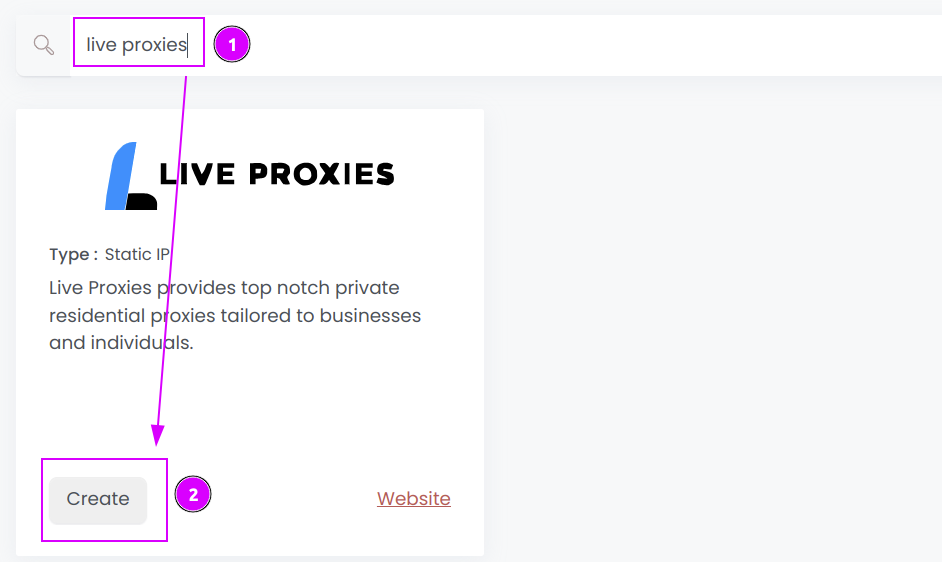 live proxies
1
LIVE PROXIES
Type : Static IP
Live Proxies provides top notch private
residential proxies tailored to businesses
and individuals.
Create
2
Website